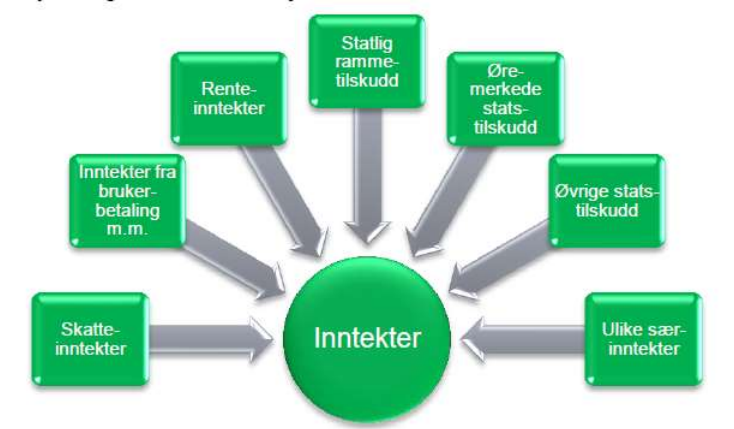 Statlig
ramme-
tilskudd
Rente-
inntekter
Øre-
merkede
stats-
tilskudd
Inntekter fra
bruker-
betaling
m.m.
Øvrige stats-
tilskudd
Skatte-
inntekter
Inntekter
Ulike sær-
inntekter